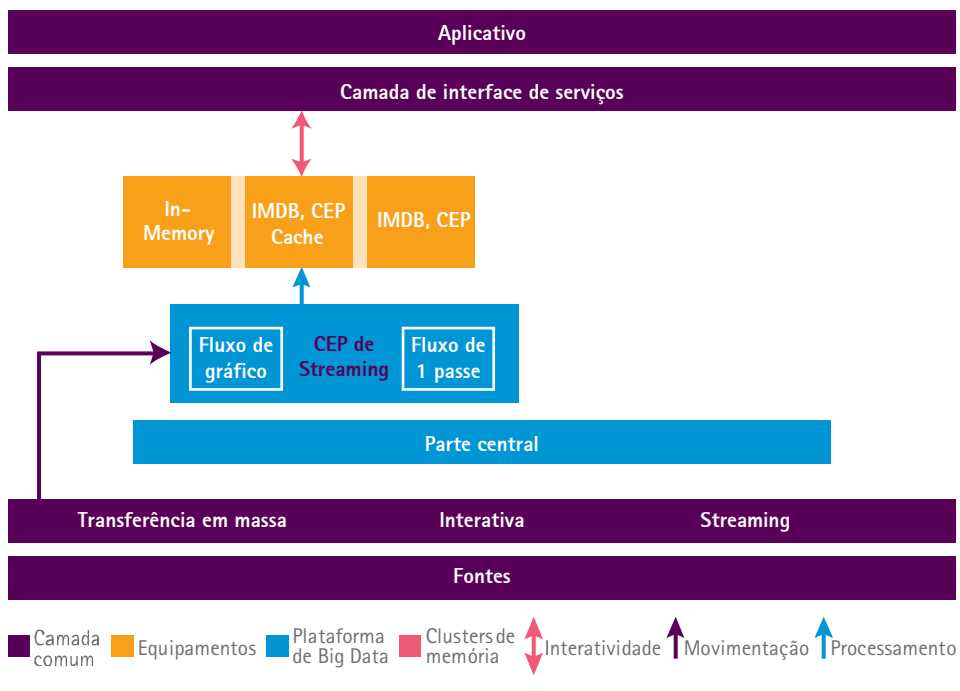 Aplicativo
Camada de interface de serviços
In-
Memory
IMDB, CEP
Cache
IMDB, CEP
Fluxo de
gráfico
CEP de
Streaming
Fluxo de
1 passe
Parte central
Transferência em massa
Interativa
Streaming
Fontes
Camada
comum
Equipamentos
Plataforma
de Big Data
Clusters de
memória
Interatividade
Movimentação
Processamento